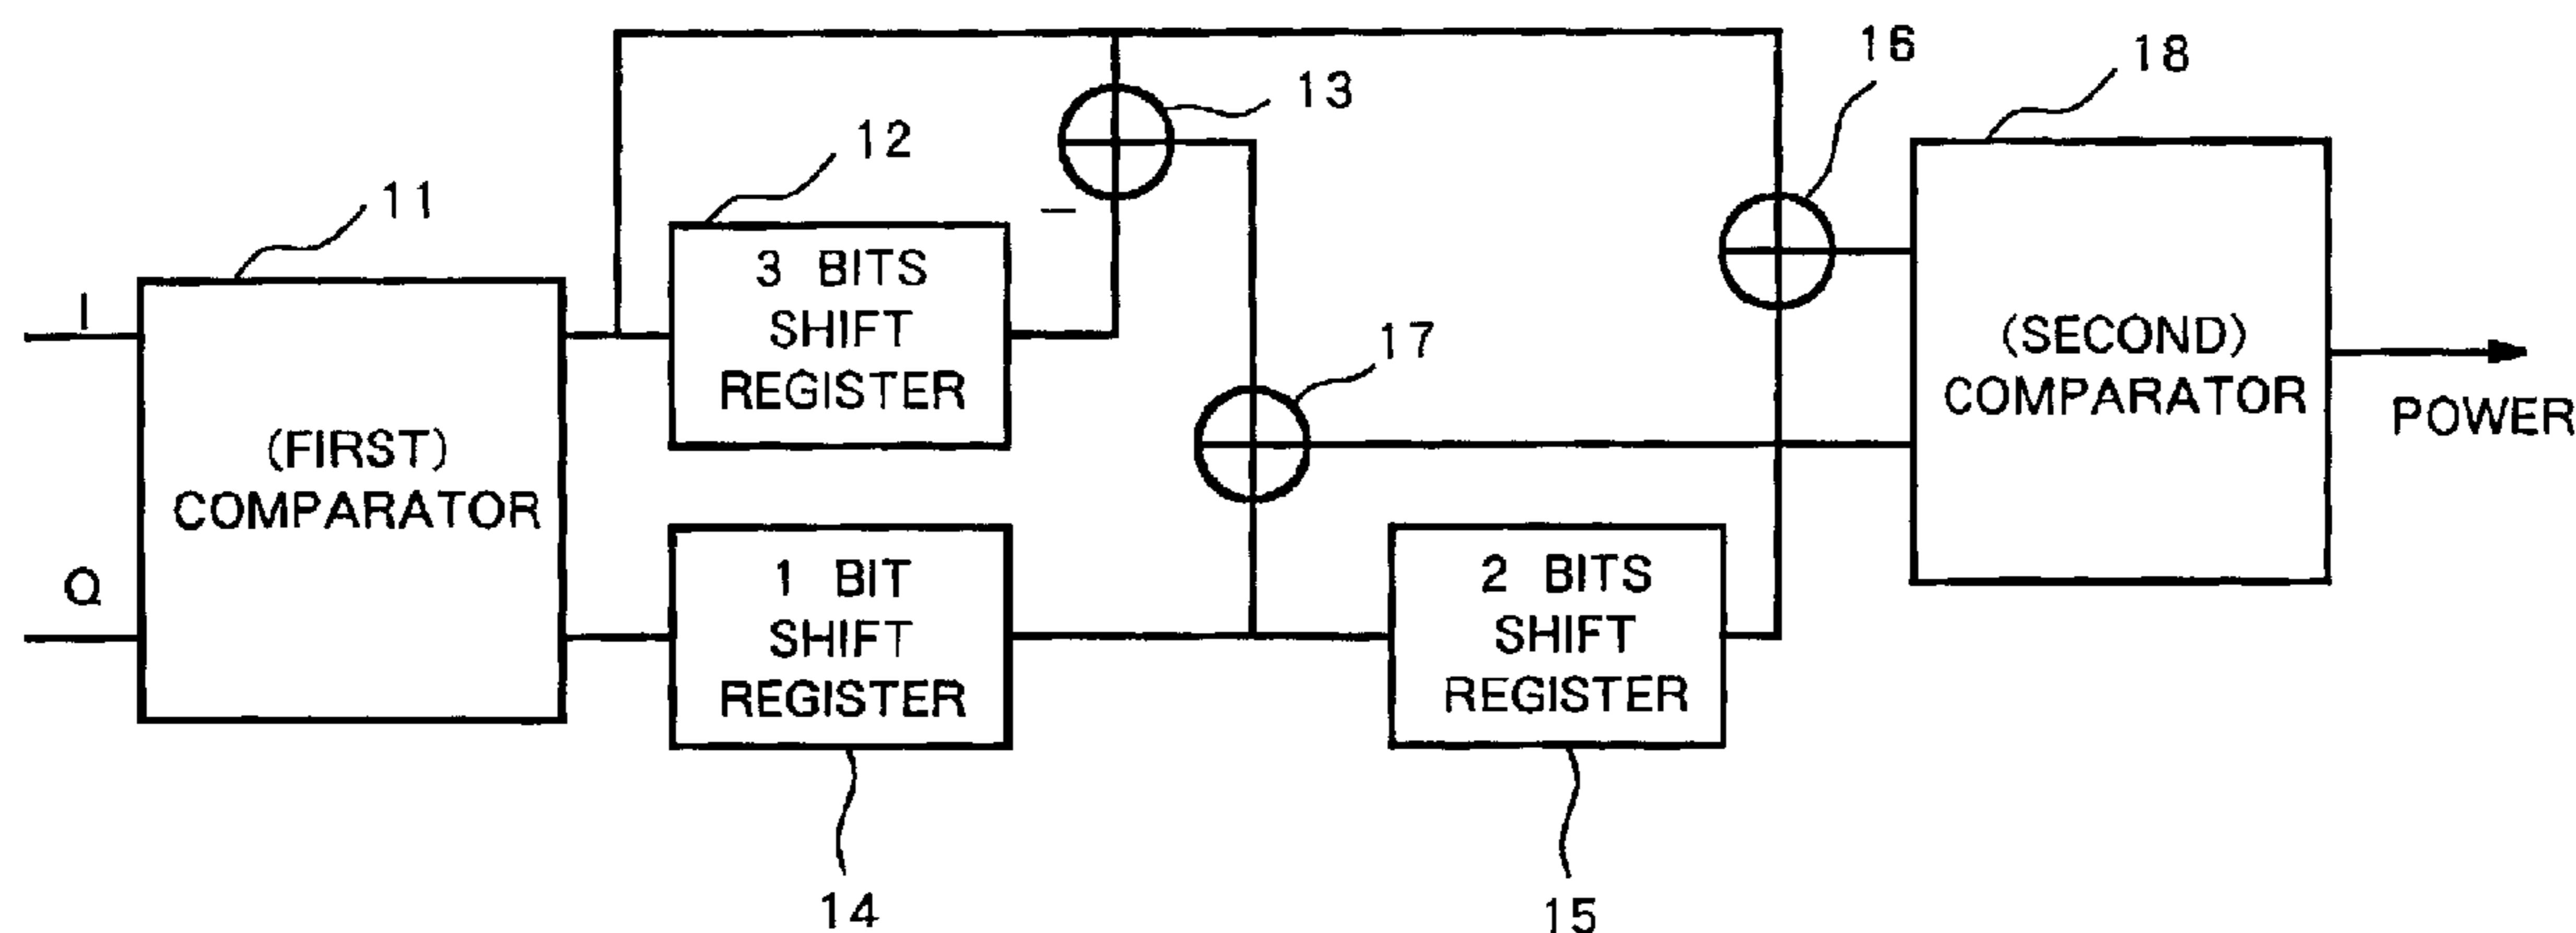 16
18
13
12
11
I
3 BITS
SHIFT
REGISTER
17
(FIRST)
COMPARATOR
(SECOND)
COMPARATOR
POWER
Q
1 BIT
SHIFT
REGISTER
2 BITS
SHIFT
REGISTER
14
15
−